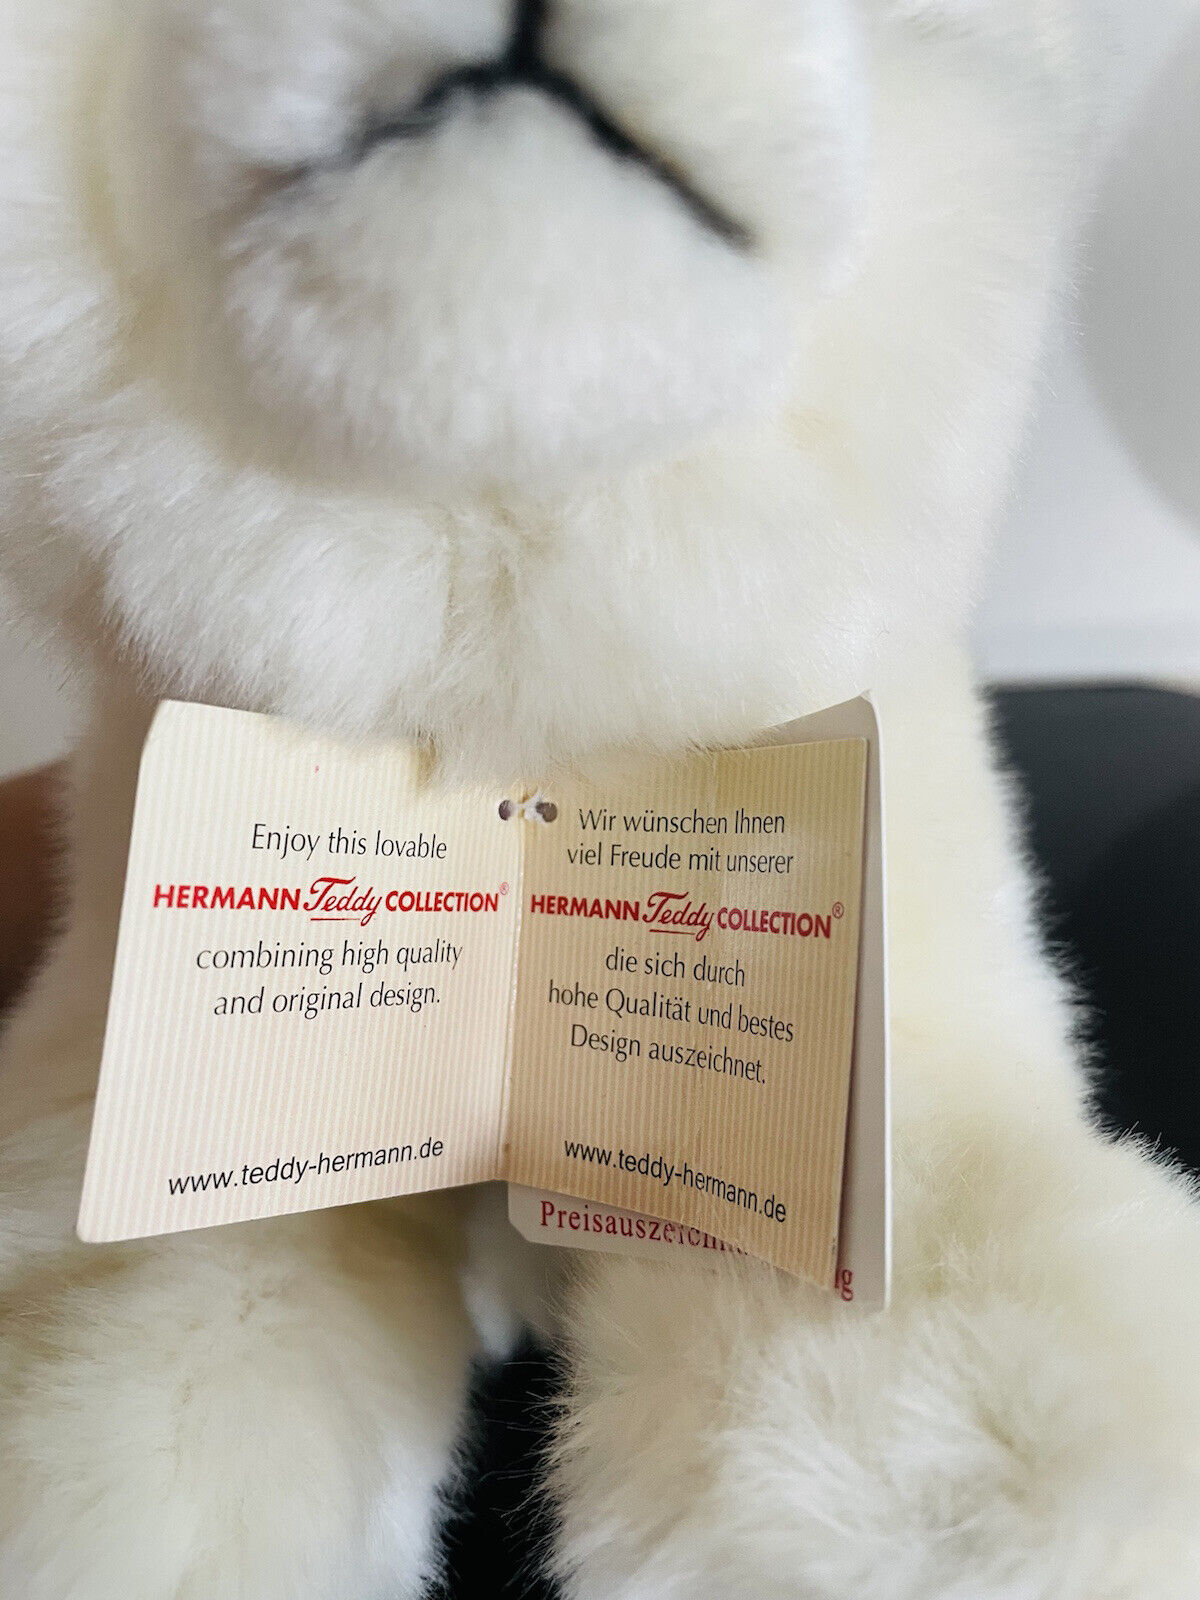 Enjoy this lovable
HERMANN Teddy COLLECTION®
combining high quality
and original design.
www.teddy-hermann.de
Wir wünschen Ihnen
viel Freude mit unserer
HERMANN Teddy COLLECTION®
die sich durch
hohe Qualität und bestes
Design auszeichnet.
www.teddy-hermann.de